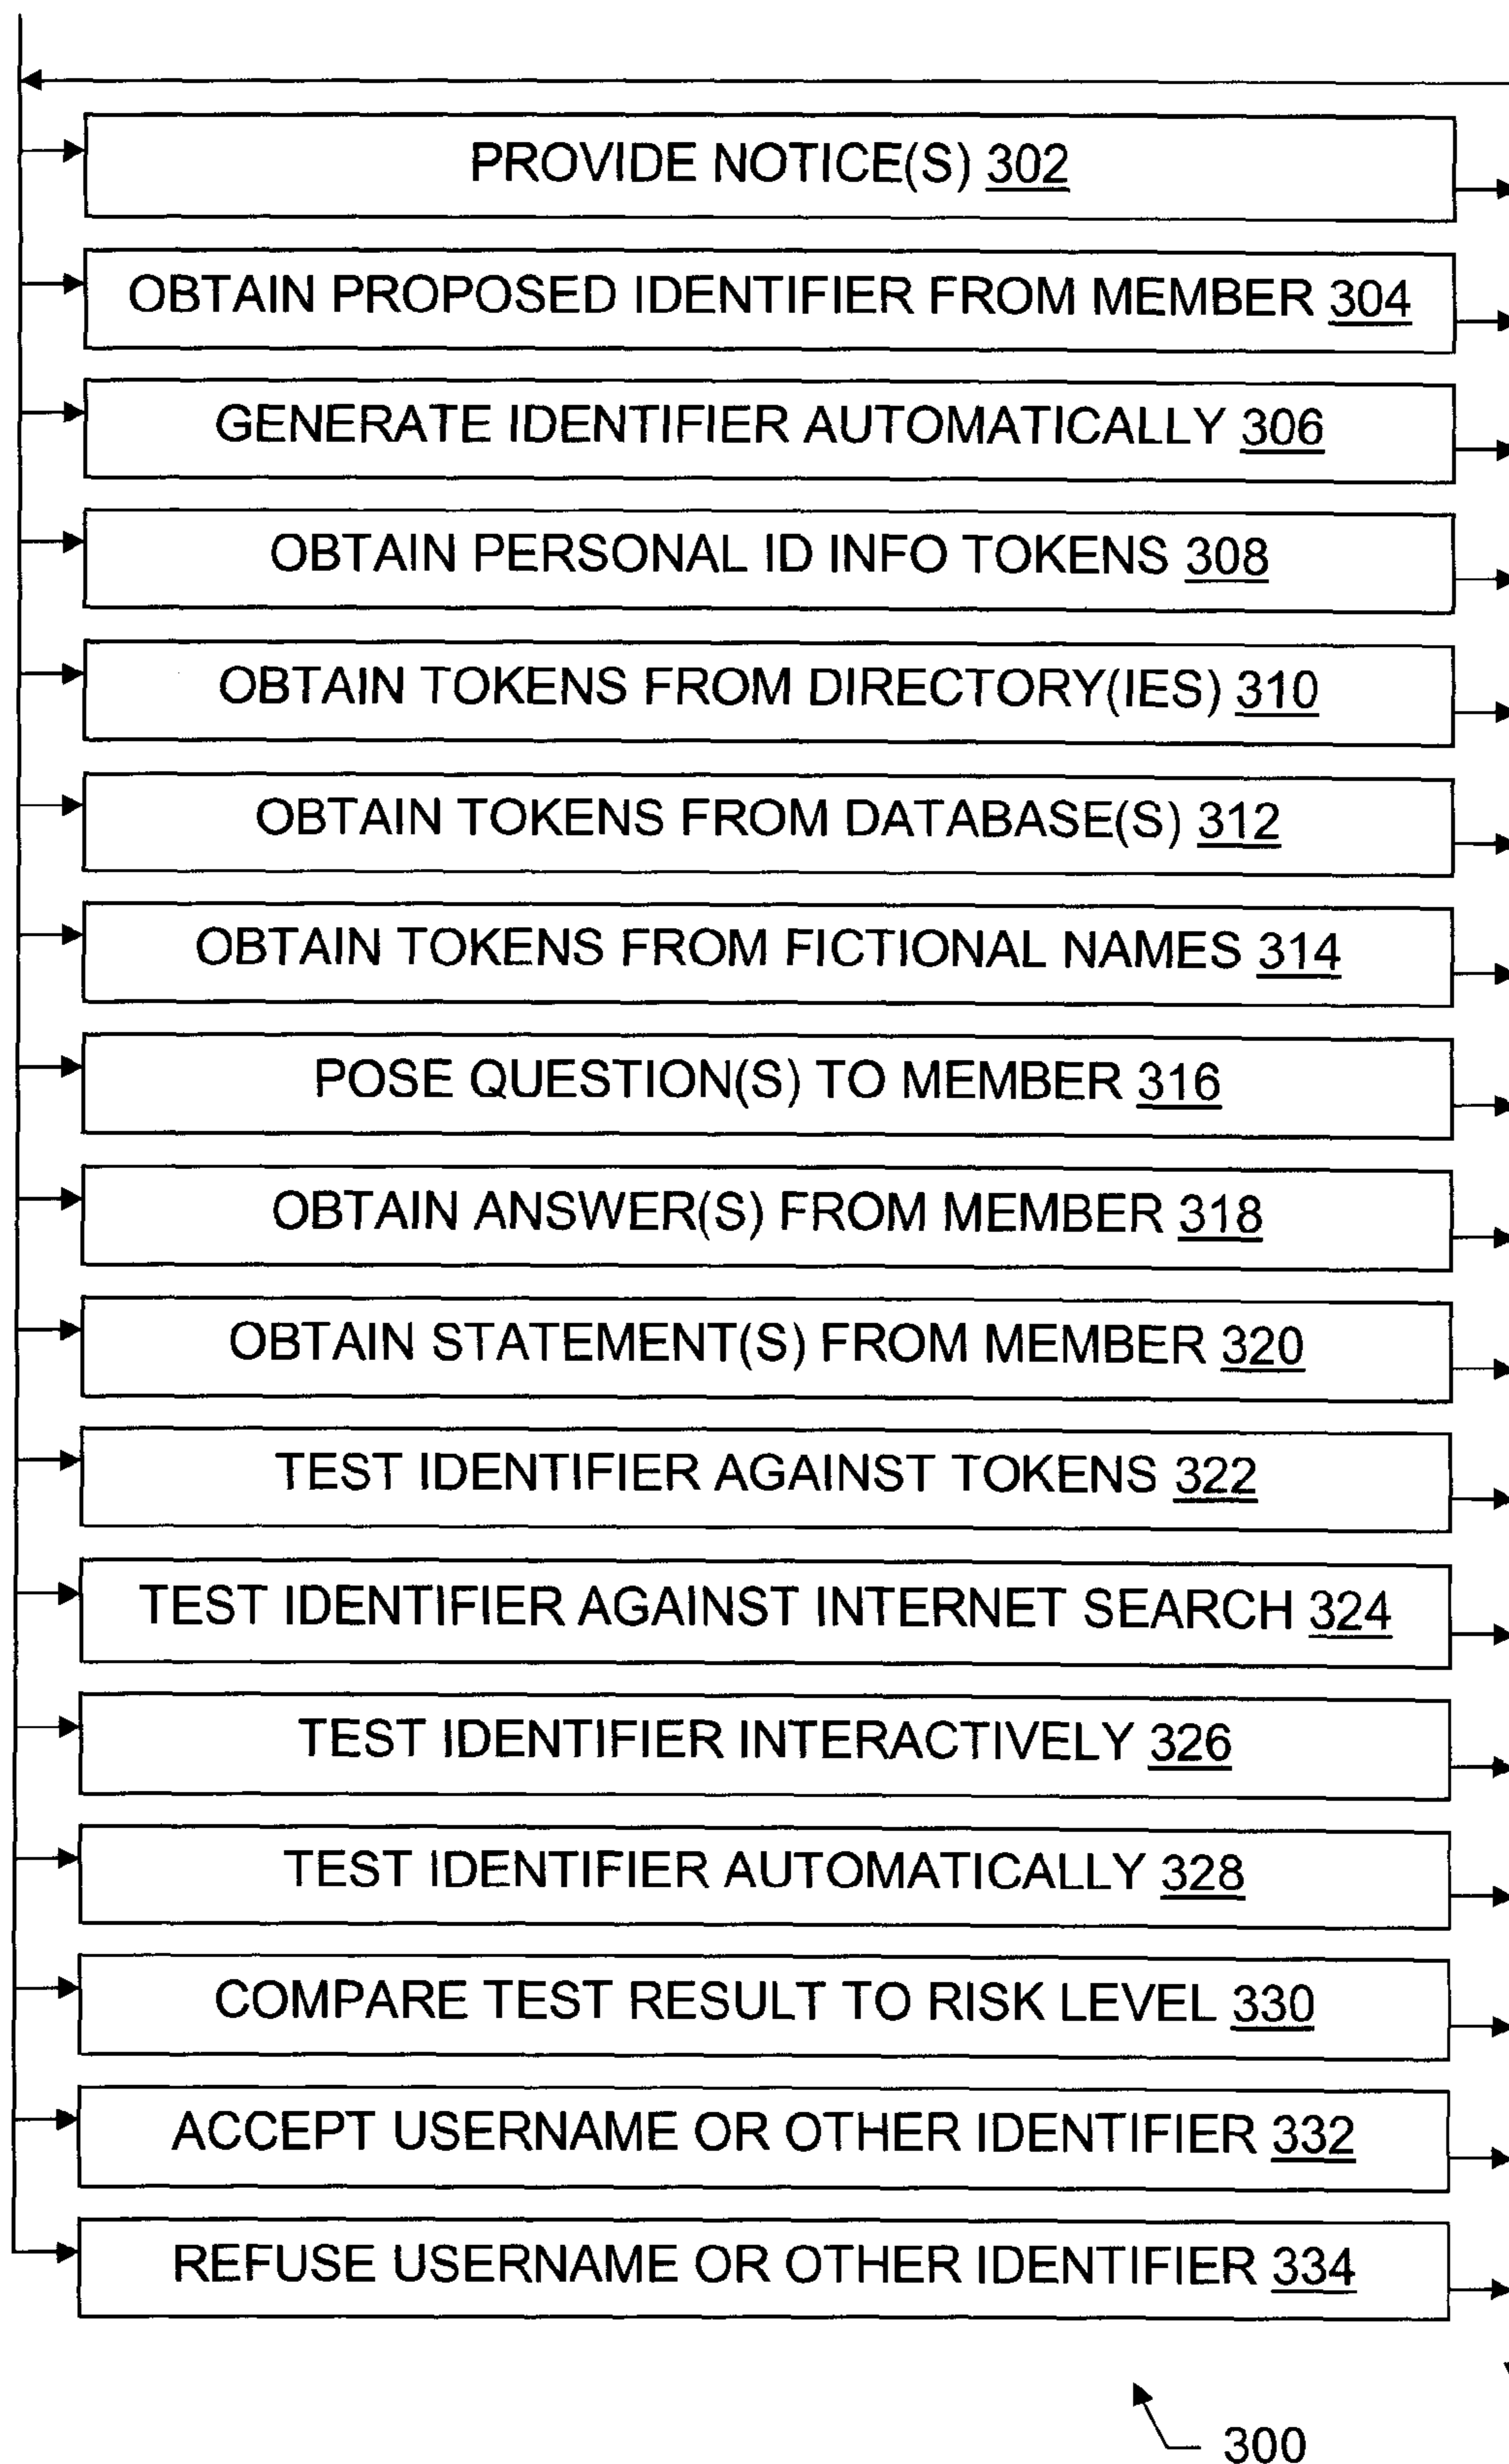 PROVIDE NOTICE(S) 302
OBTAIN PROPOSED IDENTIFIER FROM MEMBER 304
GENERATE IDENTIFIER AUTOMATICALLY 306
OBTAIN PERSONAL ID INFO TOKENS 308
OBTAIN TOKENS FROM DIRECTORY(IES) 310
OBTAIN TOKENS FROM DATABASE(S) 312
OBTAIN TOKENS FROM FICTIONAL NAMES 314
POSE QUESTION(S) TO MEMBER 316
OBTAIN ANSWER(S) FROM MEMBER 318
OBTAIN STATEMENT(S) FROM MEMBER 320
TEST IDENTIFIER AGAINST TOKENS 322
TEST IDENTIFIER AGAINST INTERNET SEARCH 324
TEST IDENTIFIER INTERACTIVELY 326
TEST IDENTIFIER AUTOMATICALLY 328
COMPARE TEST RESULT TO RISK LEVEL 330
ACCEPT USERNAME OR OTHER IDENTIFIER 332
REFUSE USERNAME OR OTHER IDENTIFIER 334
300